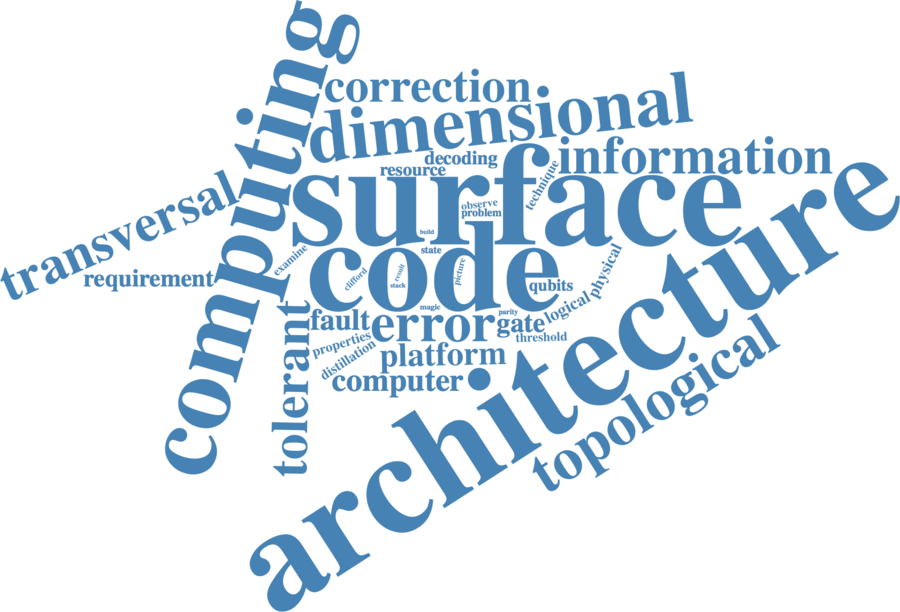 computing
correction
dimensional
information
decoding
resource
technique
surface
transversal
observe
problem
build
requirement
examine
state
code
clifford
result
stack
picture
qubits
physical
logical
magic
parity
fault
error
gate
threshold
tolerant
properties
distillation
platform
computer
architecture
topological